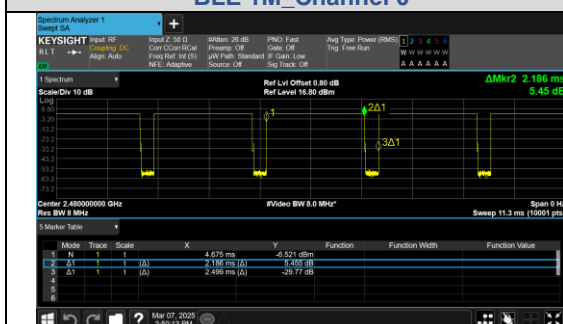 BLE 1M_Channel 0
Spectrum Analyzer 1
Swept SA
KEYSIGHT Input: RF Input Z: 50 Ω #Atten: 26 dB PNO: Fast Avg Type: Power (RMS) 1 2 3 4 5 6
R L T Coupling: DC Corr CCorr RCal Preamp: Off Gate: Off Trig: Free Run W W W W W W
Align: Auto Freq Ref: Int (S) µW Path: Standard IF Gain: Low A A A A A A
NFE: Adaptive Source: Off Sig Track: Off
1 Spectrum
Ref Lvl Offset 0.80 dB ΔMkr2 2.186 ms
Scale/Div 10 dB Ref Level 16.80 dBm 5.45 dB
Log
6.80
-3.20
-13.2
-23.2
-33.2
-43.2
-53.2
-63.2
-73.2
1
2Δ1
3Δ1
Center 2.480000000 GHz #Video BW 8.0 MHz* Span 0 Hz
Res BW 8 MHz Sweep 11.3 ms (10001 pts
5 Marker Table
Mode Trace Scale X Y Function Function Width Function Value
1 N 1 t 4.675 ms -6.521 dBm
2 Δ1 1 t (Δ) 2.186 ms (Δ) 5.455 dB
3 Δ1 1 t (Δ) 2.499 ms (Δ) -29.77 dB
4
5
6
Mar 07, 2025